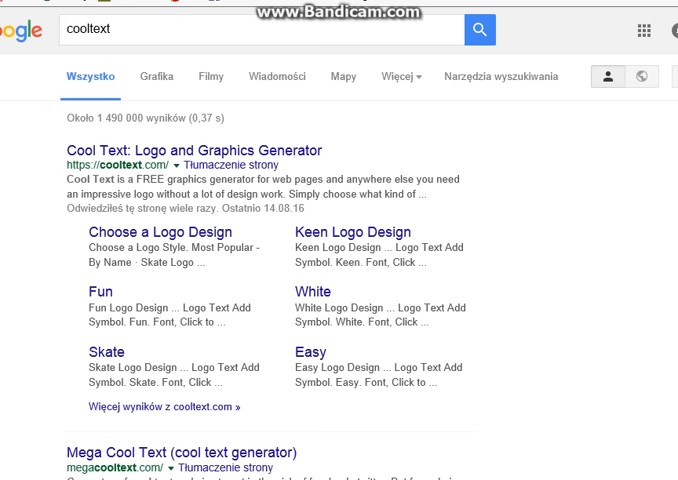 www.Bandicam.com
ogle cooltext
Wszystko Grafika Filmy Wiadomości Mapy Więcej Narzędzia wyszukiwania
Około 1 490 000 wyników (0,37 s)
Cool Text: Logo and Graphics Generator
https://cooltext.com/ Tłumaczenie strony
Cool Text is a FREE graphics generator for web pages and anywhere else you need
an impressive logo without a lot of design work. Simply choose what kind of ...
Odwiedziłeś tę stronę wiele razy. Ostatnio 14.08.16
Choose a Logo Design
Choose a Logo Style. Most Popular -
By Name · Skate Logo ...
Keen Logo Design
Keen Logo Design ... Logo Text Add
Symbol. Keen. Font, Click ...
Fun
Fun Logo Design ... Logo Text Add
Symbol. Fun. Font, Click to ...
White
White Logo Design ... Logo Text Add
Symbol. White. Font, Click ...
Skate
Skate Logo Design ... Logo Text Add
Symbol. Skate. Font, Click ...
Easy
Easy Logo Design ... Logo Text Add
Symbol. Easy. Font, Click to ...
Więcej wyników z cooltext.com »
Mega Cool Text (cool text generator)
megacooltext.com/ Tłumaczenie strony